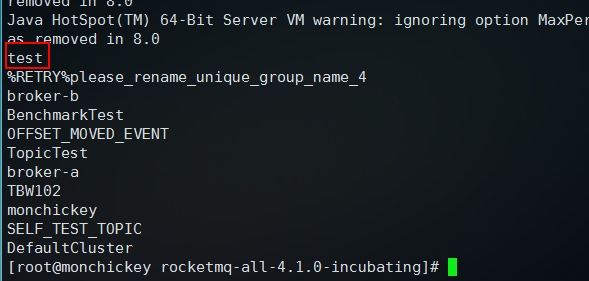 removed in 8.0
Java HotSpot(TM) 64-Bit Server VM warning: ignoring option MaxPer
as removed in 8.0
test
%RETRY%please_rename_unique_group_name_4
broker-b
BenchmarkTest
OFFSET_MOVED_EVENT
TopicTest
broker-a
TBW102
monchickey
SELF_TEST_TOPIC
DefaultCluster
[root@monchickey rocketmq-all-4.1.0-incubating]#